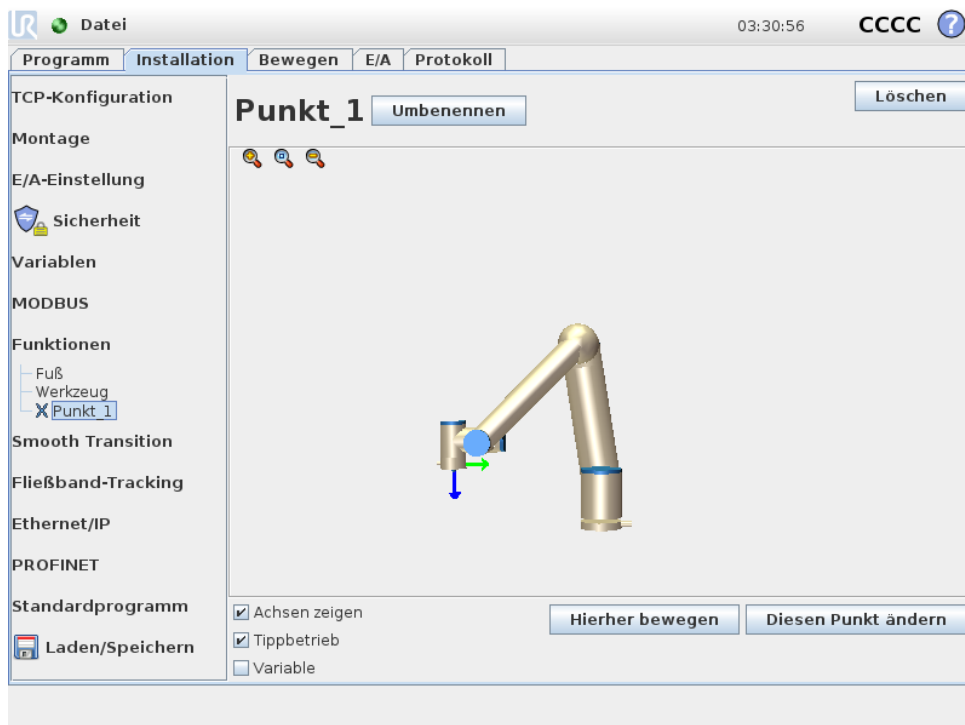 UR Datei 03:30:56 CCCC ?
Programm Installation Bewegen E/A Protokoll
TCP-Konfiguration
Montage
E/A-Einstellung
Sicherheit
Variablen
MODBUS
Funktionen
Fuß
Werkzeug
Punkt_1
Smooth Transition
Fließband-Tracking
Ethernet/IP
PROFINET
Standardprogramm
Laden/Speichern
Punkt_1 Umbenennen Löschen
Achsen zeigen
Tippbetrieb
Variable
Hierher bewegen Diesen Punkt ändern